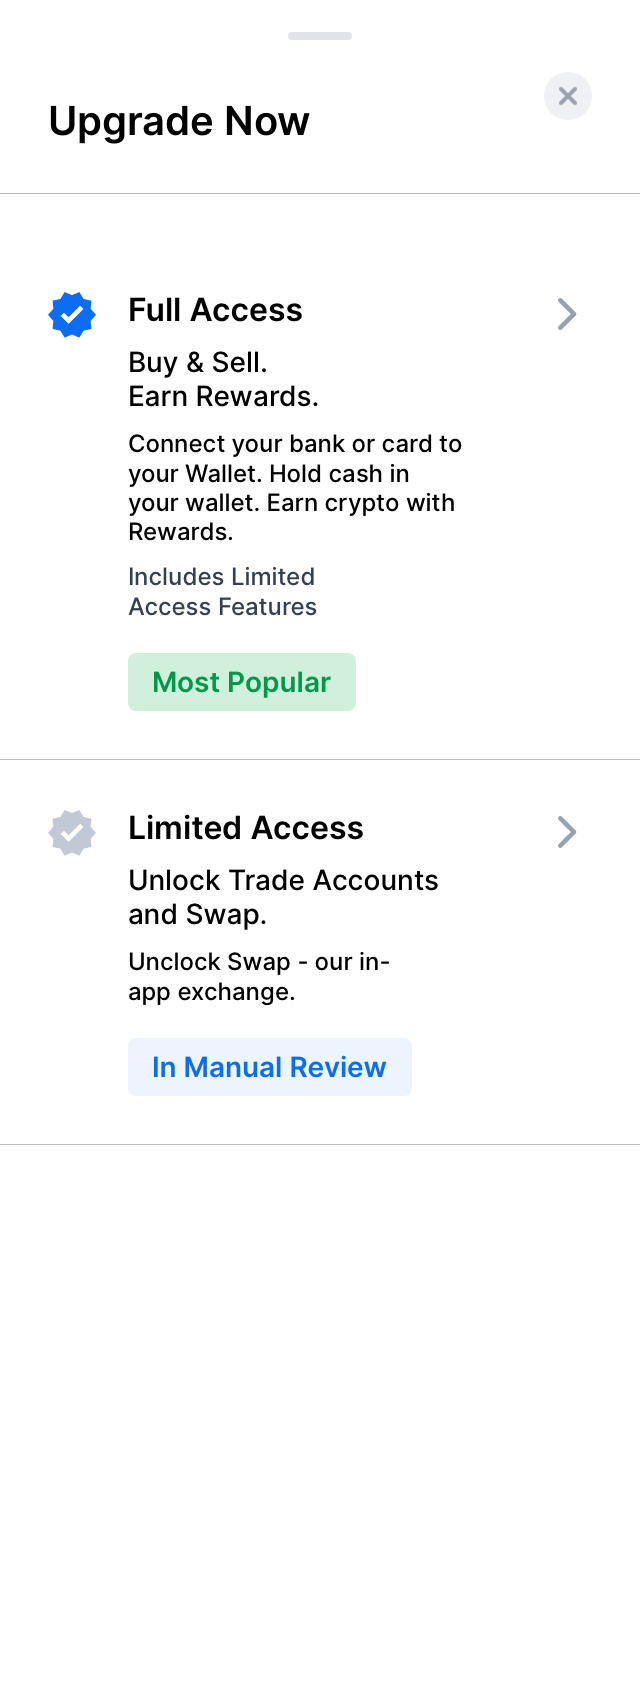 Upgrade Now
Full Access
Buy & Sell.
Earn Rewards.
Connect your bank or card to
your Wallet. Hold cash in
your wallet. Earn crypto with
Rewards.
Includes Limited
Access Features
Most Popular
Limited Access
Unlock Trade Accounts
and Swap.
Unclock Swap - our in-
app exchange.
In Manual Review